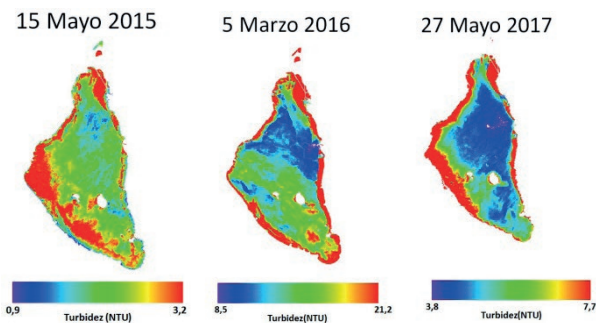 15 Mayo 2015
5 Marzo 2016
27 Mayo 2017
0,9
3,2
Turbidez (NTU)
8,5
21,2
Turbidez(NTU)
3,8
7,7
Turbidez(NTU)